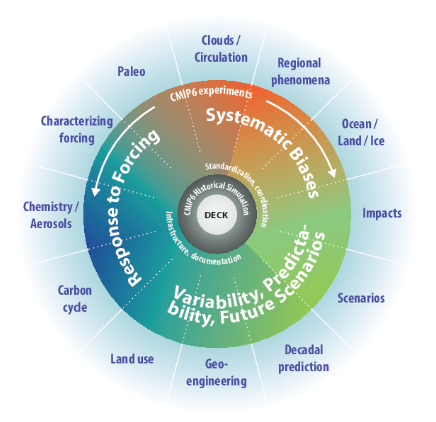 Clouds /
Circulation
Regional
phenomena
Ocean /
Land / Ice
Impacts
Scenarios
Decadal
prediction
Geo-
engineering
Land use
Carbon
cycle
Chemistry /
Aerosols
Characterizing
forcing
Paleo
CMIP6 experiments
Systematic Biases
Response to Forcing
Variability, Predicta-
bility, Future Scenarios
Standardization, coordination
Infrastructure, documentation
CMIP6 Historical Simulation
DECK